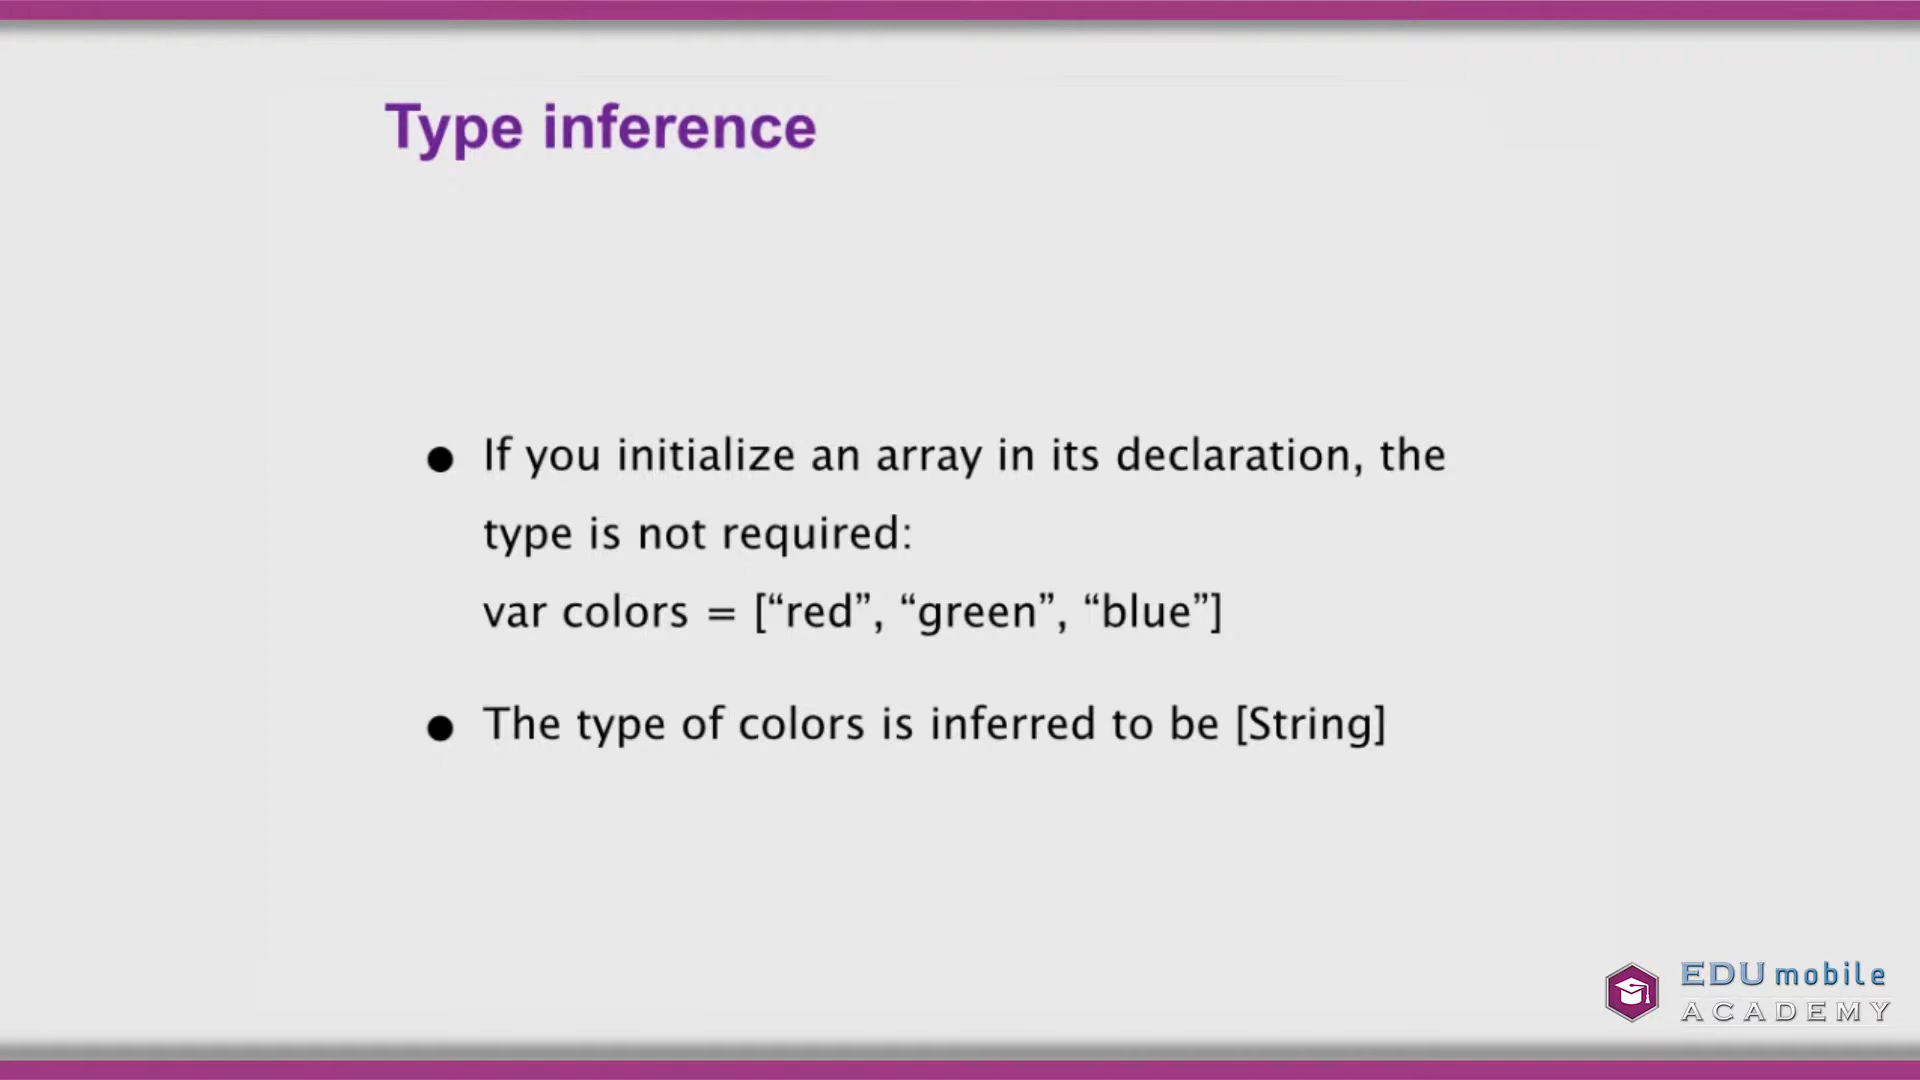 Type inference
● If you initialize an array in its declaration, the
type is not required:
var colors = [“red”, “green”, “blue”]
● The type of colors is inferred to be [String]
EDU mobile
ACADEMY